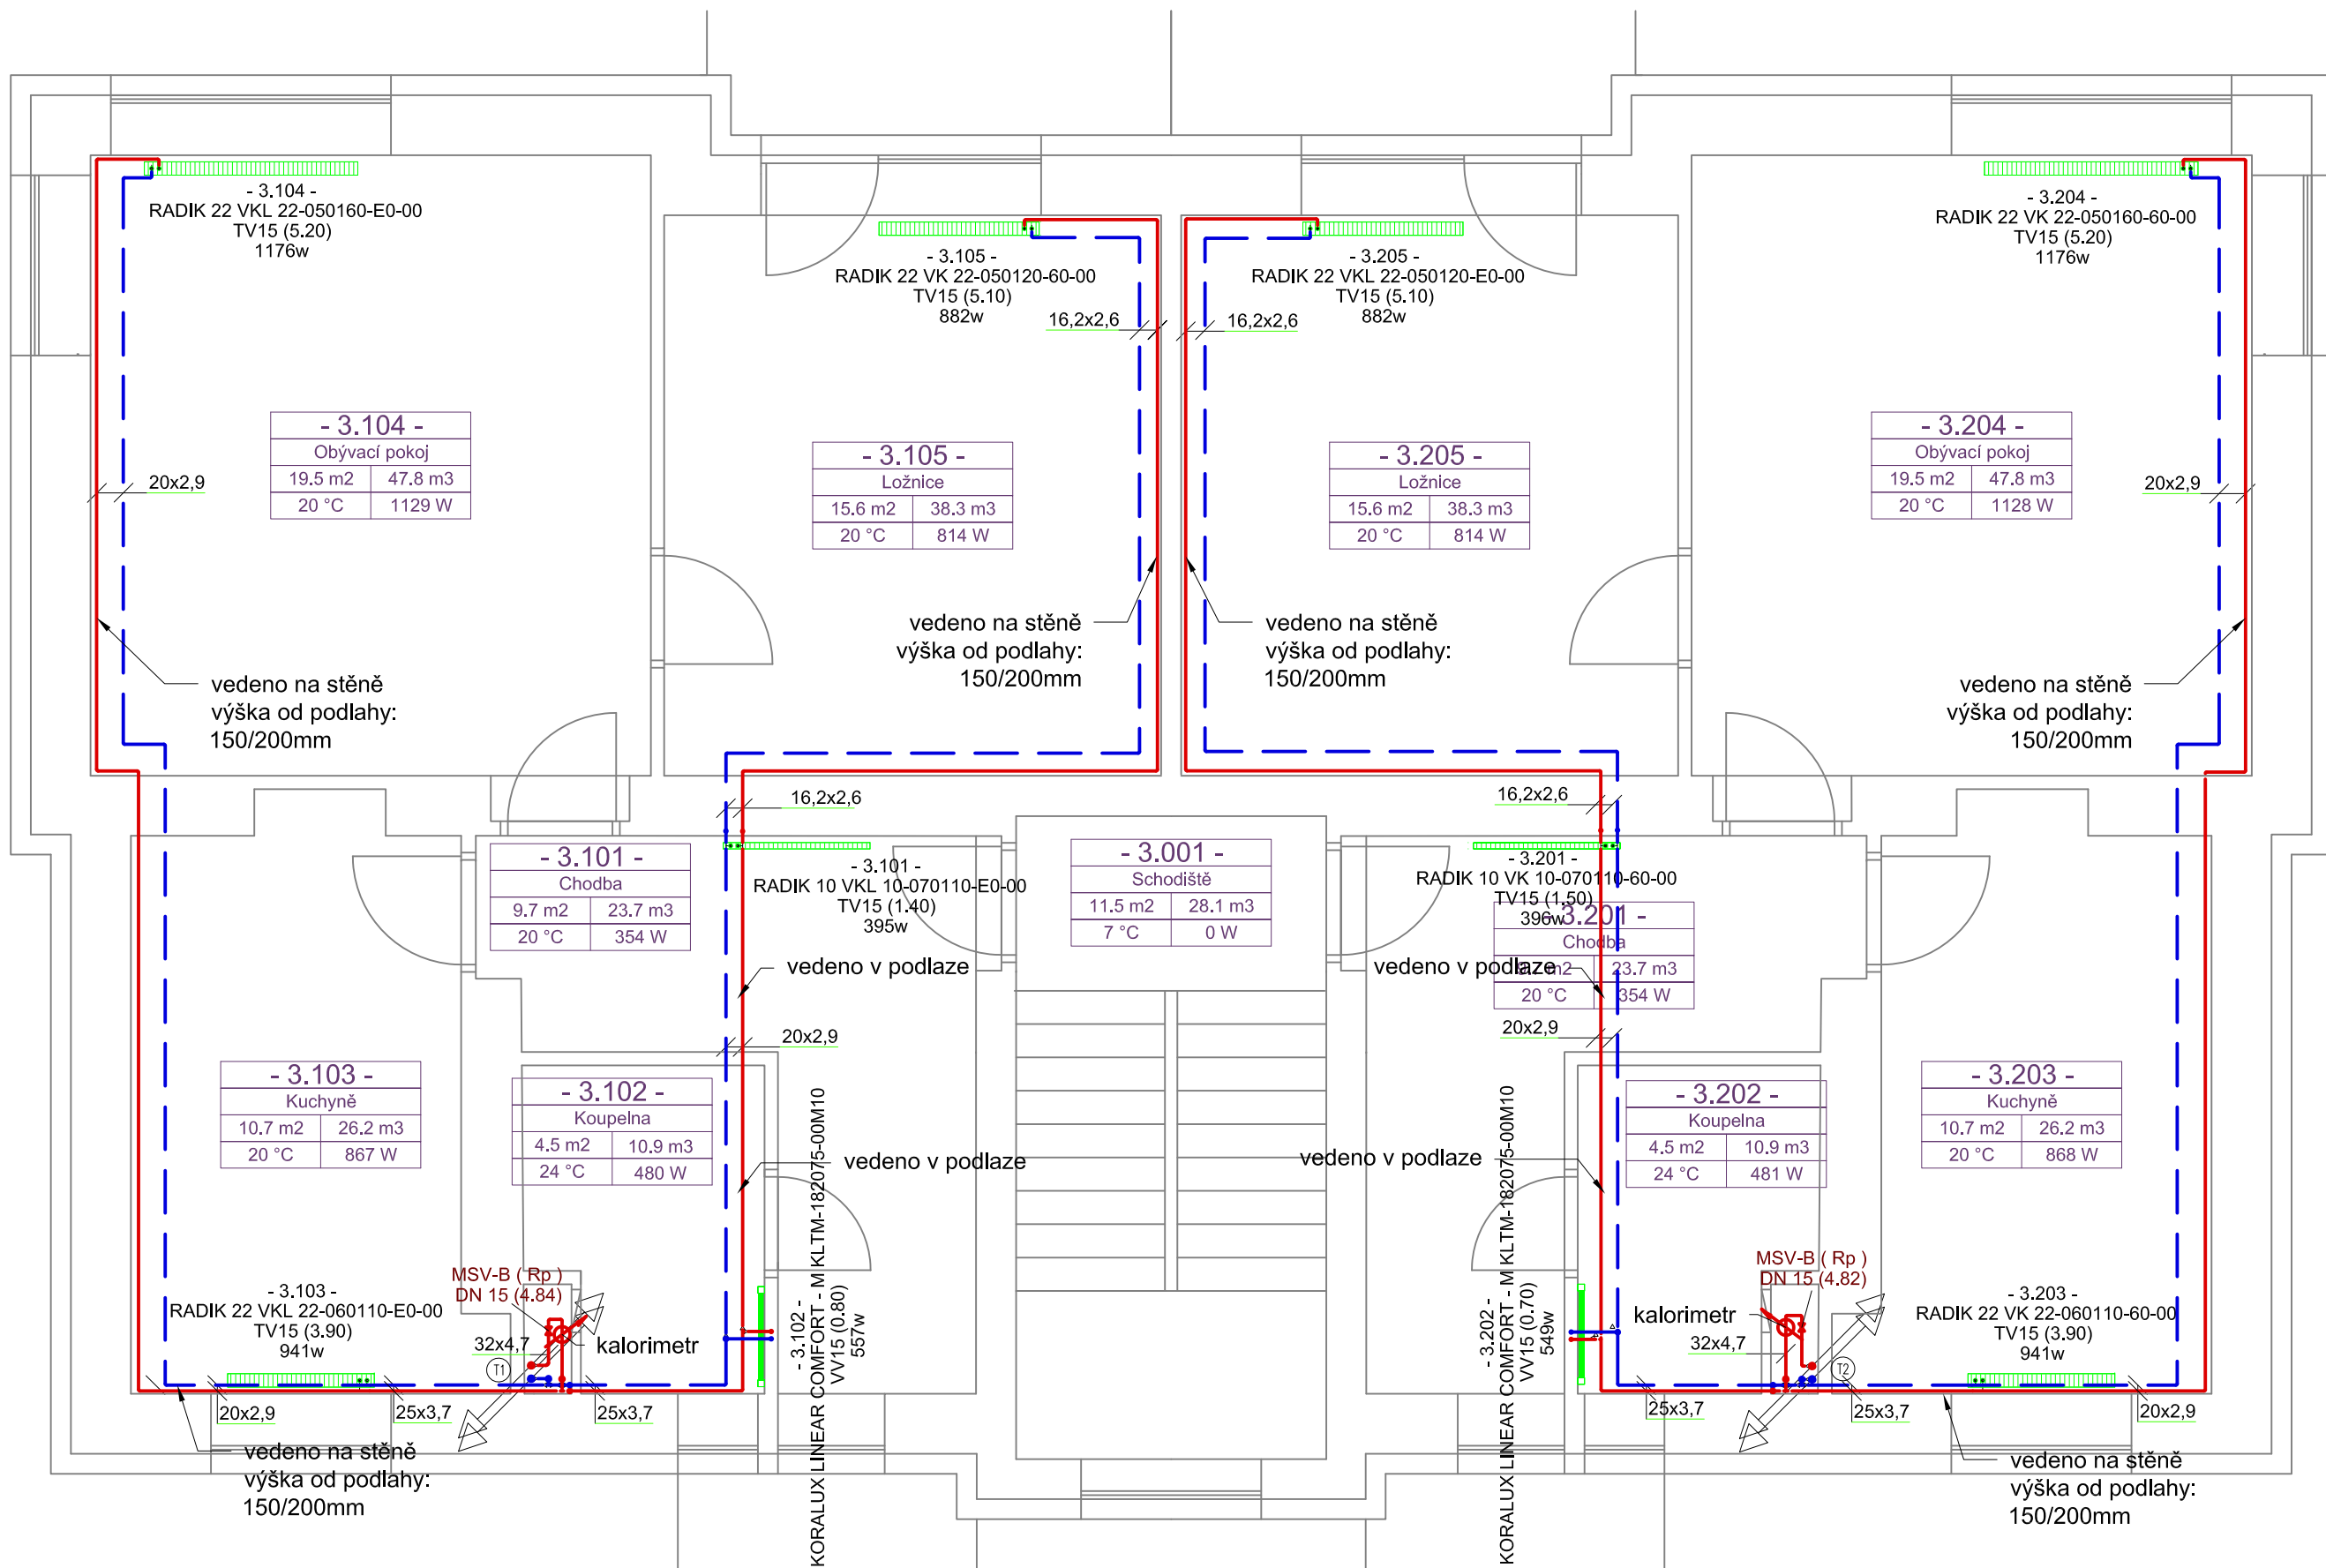 - 3.104 -
RADIK 22 VKL 22-050160-E0-00
TV15 (5.20)
1176w
- 3.105 -
RADIK 22 VK 22-050120-60-00
TV15 (5.10)
882w
16,2x2,6
- 3.205 -
RADIK 22 VKL 22-050120-E0-00
TV15 (5.10)
882w
16,2x2,6
- 3.204 -
RADIK 22 VK 22-050160-60-00
TV15 (5.20)
1176w
- 3.104 -
Obývací pokoj
19.5 m2 47.8 m3
20 °C 1129 W
20x2,9
- 3.105 -
Ložnice
15.6 m2 38.3 m3
20 °C 814 W
- 3.205 -
Ložnice
15.6 m2 38.3 m3
20 °C 814 W
- 3.204 -
Obývací pokoj
19.5 m2 47.8 m3
20 °C 1128 W
20x2,9
vedeno na stěně
výška od podlahy:
150/200mm
vedeno na stěně
výška od podlahy:
150/200mm
vedeno na stěně
výška od podlahy:
150/200mm
vedeno na stěně
výška od podlahy:
150/200mm
16,2x2,6
16,2x2,6
- 3.101 -
Chodba
9.7 m2 23.7 m3
20 °C 354 W
- 3.101 -
RADIK 10 VKL 10-070110-E0-00
TV15 (1.40)
395w
- 3.001 -
Schodiště
11.5 m2 28.1 m3
7 °C 0 W
- 3.201 -
RADIK 10 VK 10-070110-60-00
TV15 (1.50)
396w
3.201 -
Chodba
m2 23.7 m3
20 °C 354 W
vedeno v podlaze
vedeno v podlaze
20x2,9
20x2,9
- 3.103 -
Kuchyně
10.7 m2 26.2 m3
20 °C 867 W
- 3.102 -
Koupelna
4.5 m2 10.9 m3
24 °C 480 W
- 3.202 -
Koupelna
4.5 m2 10.9 m3
24 °C 481 W
- 3.203 -
Kuchyně
10.7 m2 26.2 m3
20 °C 868 W
vedeno v podlaze
vedeno v podlaze
- 3.102 -
KORALUX LINEAR COMFORT - M KLTM-182075-00M10
VV15 (0.80)
557w
- 3.202 -
KORALUX LINEAR COMFORT - M KLTM-182075-00M10
VV15 (0.70)
549w
- 3.103 -
RADIK 22 VKL 22-060110-E0-00
TV15 (3.90)
941w
MSV-B ( Rp )
DN 15 (4.84)
kalorimetr
32x4,7
T1
MSV-B ( Rp )
DN 15 (4.82)
kalorimetr
32x4,7
T2
- 3.203 -
RADIK 22 VK 22-060110-60-00
TV15 (3.90)
941w
20x2,9
25x3,7
25x3,7
25x3,7
25x3,7
20x2,9
vedeno na stěně
výška od podlahy:
150/200mm
vedeno na stěně
výška od podlahy:
150/200mm